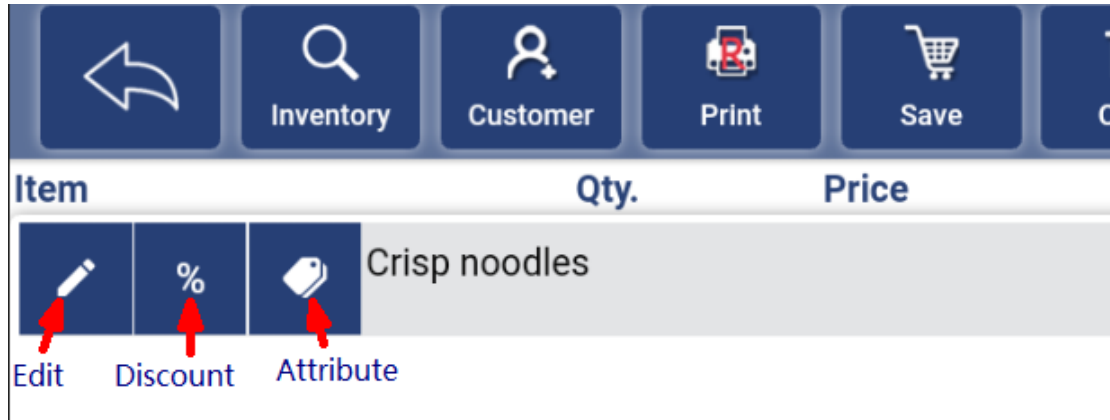 Inventory
Customer
R
Print
Save
Item Qty. Price
% Crisp noodles
Edit Discount Attribute